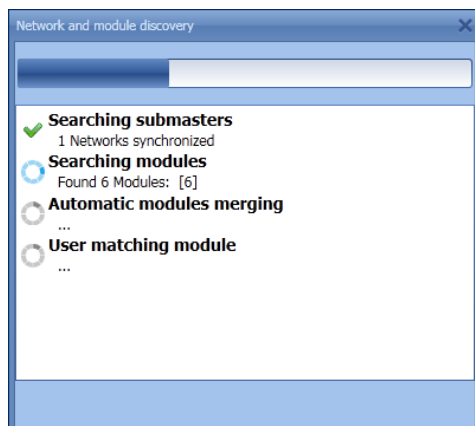 Network and module discovery
Searching submasters
1 Networks synchronized
Searching modules
Found 6 Modules: [6]
Automatic modules merging
...
User matching module
...